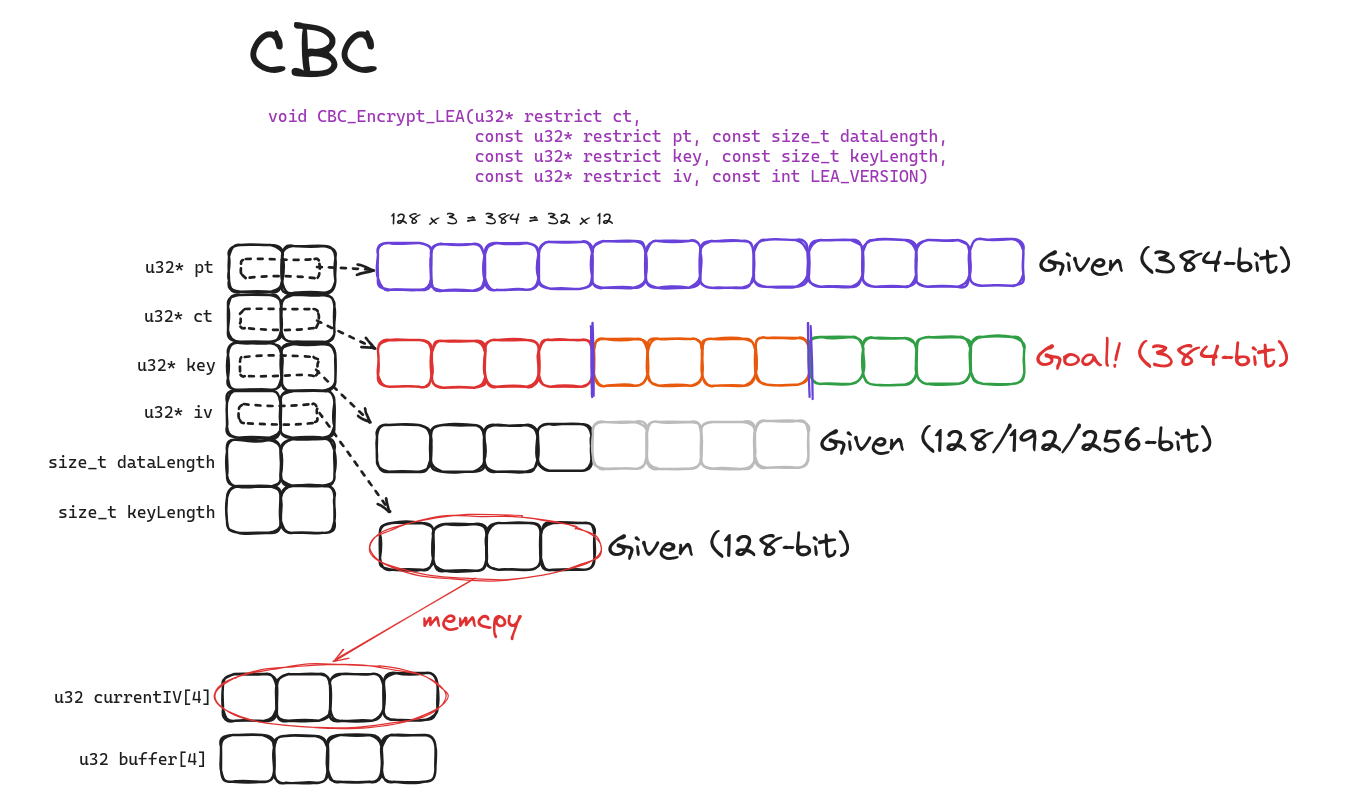 CBC
void CBC_Encrypt_LEA(u32* restrict ct,
const u32* restrict pt, const size_t dataLength,
const u32* restrict key, const size_t keyLength,
const u32* restrict iv, const int LEA_VERSION)
128 x 3 = 384 = 32 x 12
u32* pt
Given (384-bit)
u32* ct
Goal! (384-bit)
u32* key
u32* iv
Given (128/192/256-bit)
size_t dataLength
size_t keyLength
Given (128-bit)
memcpy
u32 currentIV[4]
u32 buffer[4]